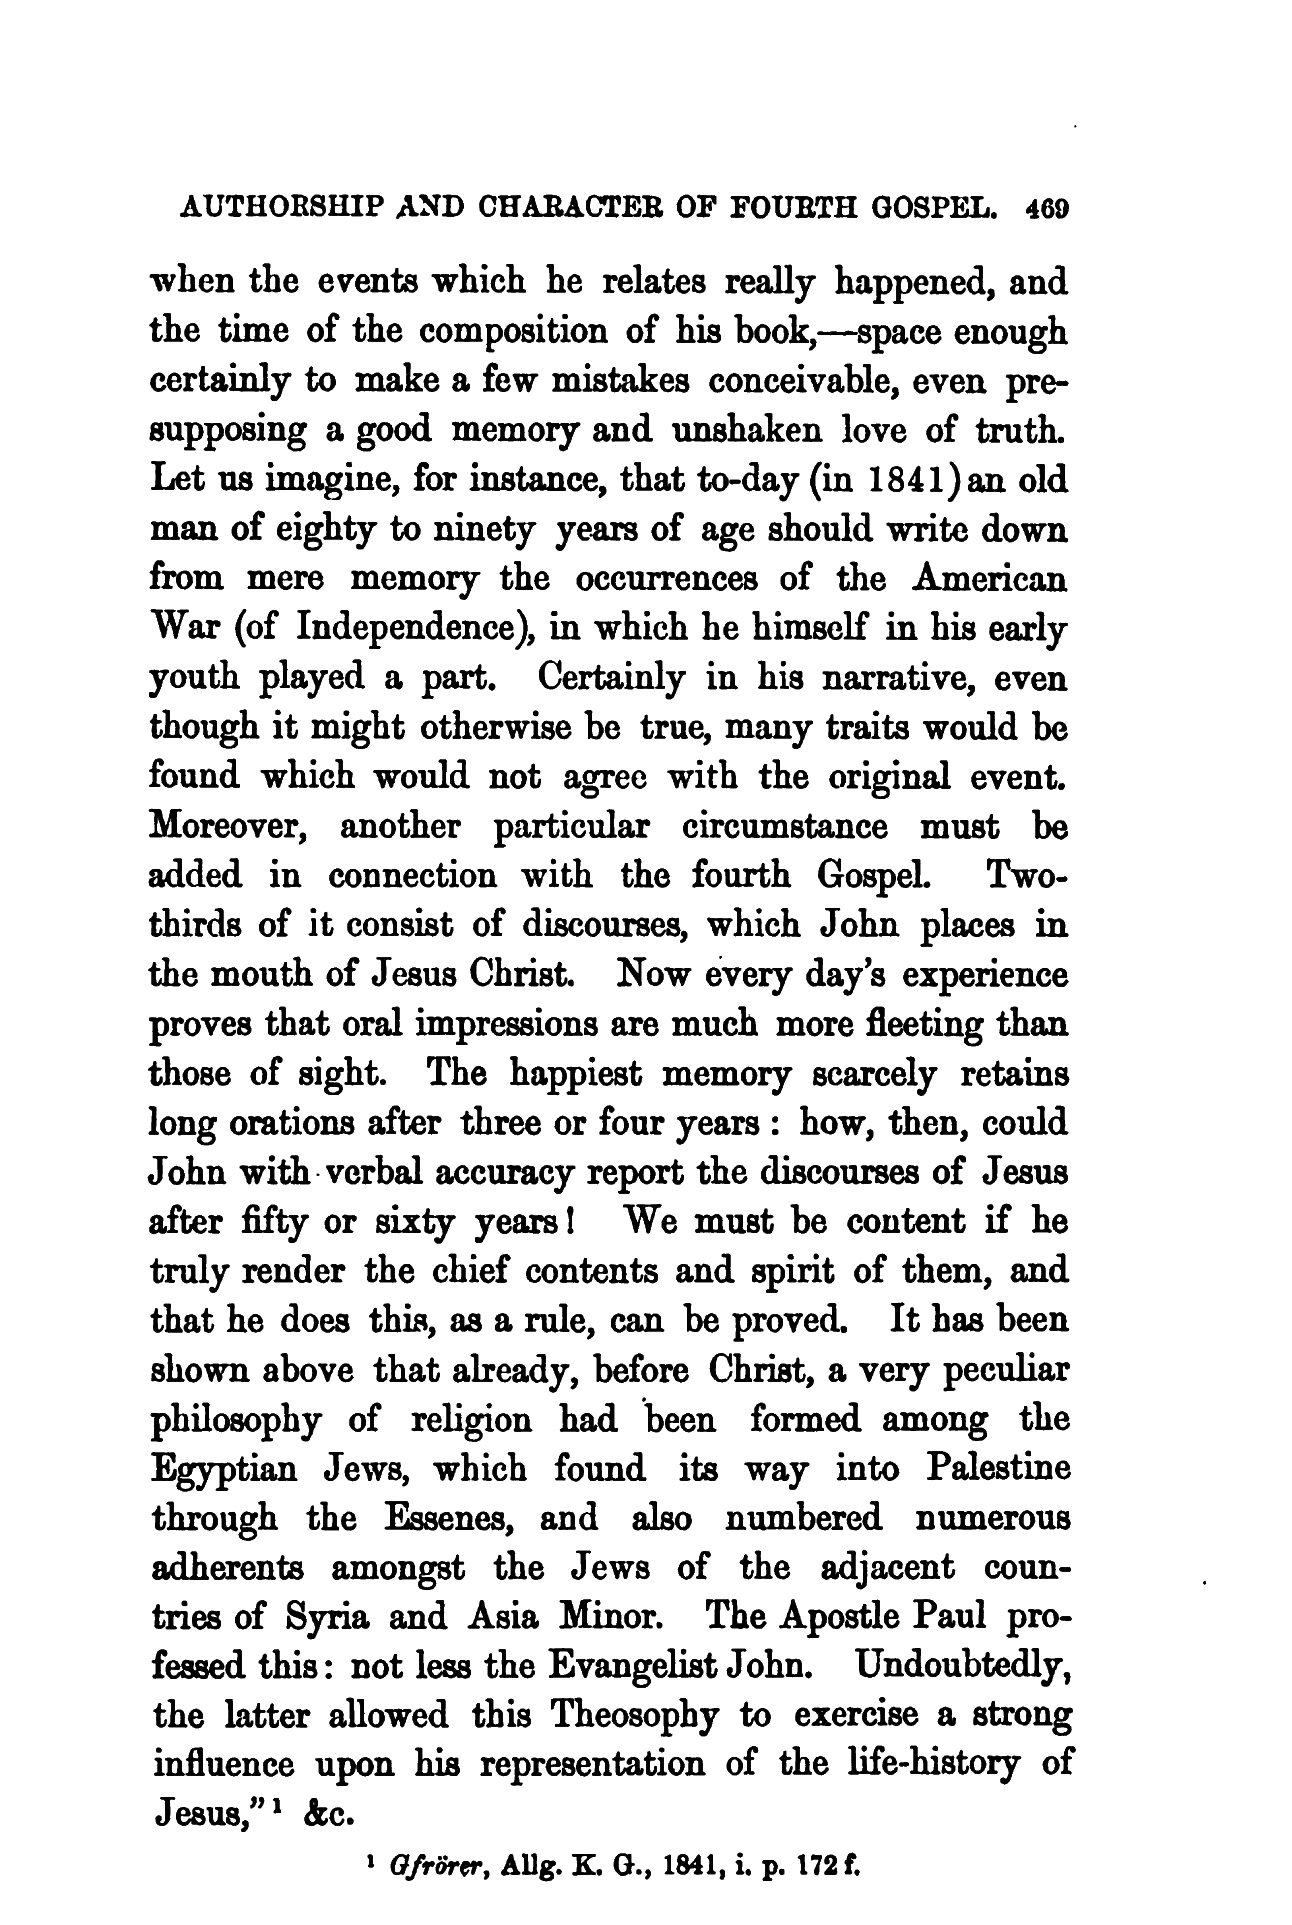 AUTHORSHIP AND CHARACTER OF FOURTH GOSPEL. 469
when the events which he relates really happened, and
the time of the composition of his book,—space enough
certainly to make a few mistakes conceivable, even pre-
supposing a good memory and unshaken love of truth.
Let us imagine, for instance, that to-day (in 1841) an old
man of eighty to ninety years of age should write down
from mere memory the occurrences of the American
War (of Independence), in which he himself in his early
youth played a part. Certainly in his narrative, even
though it might otherwise be true, many traits would be
found which would not agree with the original event.
Moreover, another particular circumstance must be
added in connection with the fourth Gospel. Two-
thirds of it consist of discourses, which John places in
the mouth of Jesus Christ. Now every day's experience
proves that oral impressions are much more fleeting than
those of sight. The happiest memory scarcely retains
long orations after three or four years: how, then, could
John with verbal accuracy report the discourses of Jesus
after fifty or sixty years! We must be content if he
truly render the chief contents and spirit of them, and
that he does this, as a rule, can be proved. It has been
shown above that already, before Christ, a very peculiar
philosophy of religion had been formed among the
Egyptian Jews, which found its way into Palestine
through the Essenes, and also numbered numerous
adherents amongst the Jews of the adjacent coun-
tries of Syria and Asia Minor. The Apostle Paul pro-
fessed this: not less the Evangelist John. Undoubtedly,
the latter allowed this Theosophy to exercise a strong
influence upon his representation of the life-history of
Jesus,"¹ &c.
¹ Gfrörer, Allg. K. G., 1841, i. p. 172 f.